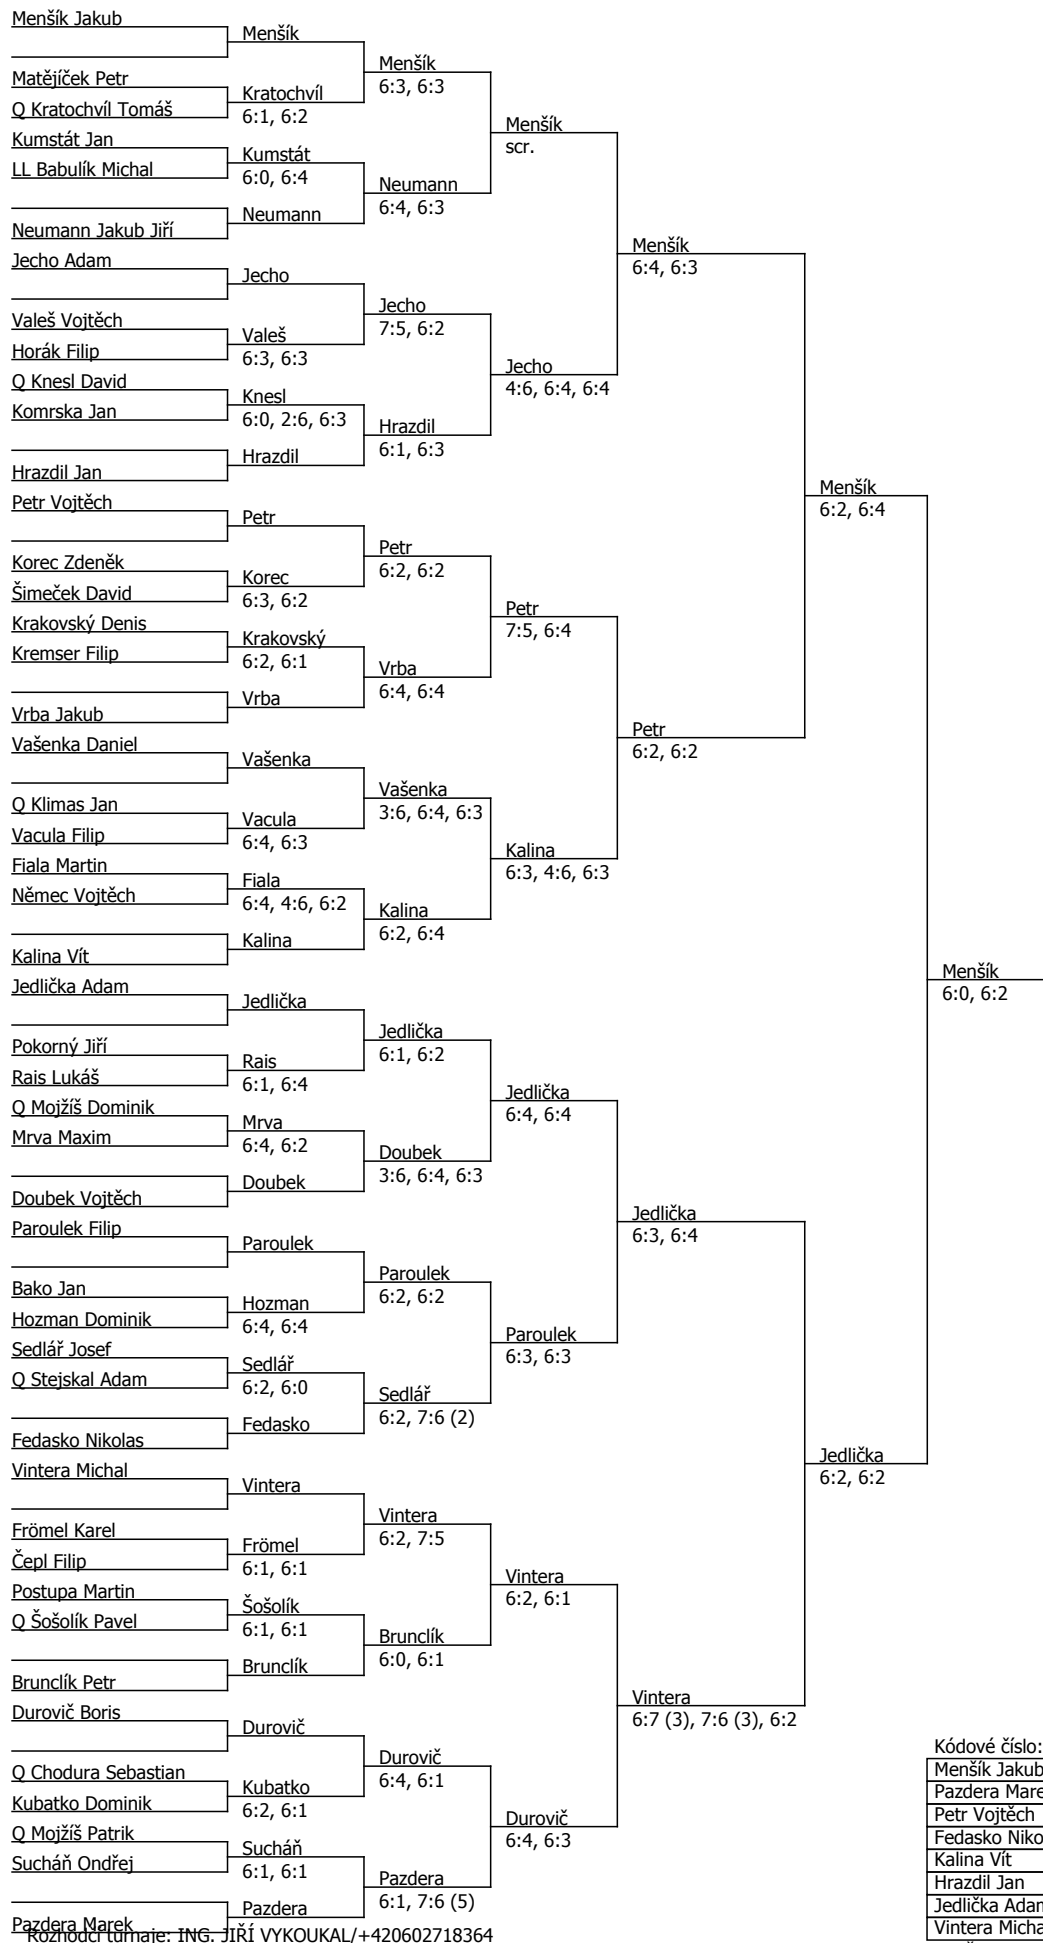 Menšík Jakub
Menšík
Menšík
6:3, 6:3
Matějíček Petr
Kratochvíl
Q Kratochvíl Tomáš
6:1, 6:2
Menšík
scr.
Kumstát Jan
Kumstát
LL Babulík Michal
6:0, 6:4
Neumann
6:4, 6:3
Neumann
Neumann Jakub Jiří
Menšík
6:4, 6:3
Jecho Adam
Jecho
Jecho
7:5, 6:2
Valeš Vojtěch
Valeš
Horák Filip
6:3, 6:3
Jecho
4:6, 6:4, 6:4
Q Knesl David
Knesl
Komrska Jan
6:0, 2:6, 6:3
Hrazdil
6:1, 6:3
Hrazdil
Hrazdil Jan
Menšík
6:2, 6:4
Petr Vojtěch
Petr
Petr
6:2, 6:2
Korec Zdeněk
Korec
Šimeček David
6:3, 6:2
Petr
7:5, 6:4
Krakovský Denis
Krakovský
Kremser Filip
6:2, 6:1
Vrba
6:4, 6:4
Vrba
Vrba Jakub
Petr
6:2, 6:2
Vašenka Daniel
Vašenka
Vašenka
3:6, 6:4, 6:3
Q Klimas Jan
Vacula
Vacula Filip
6:4, 6:3
Kalina
6:3, 4:6, 6:3
Fiala Martin
Fiala
Němec Vojtěch
6:4, 4:6, 6:2
Kalina
6:2, 6:4
Kalina
Kalina Vít
Menšík
6:0, 6:2
Jedlička Adam
Jedlička
Jedlička
6:1, 6:2
Pokorný Jiří
Rais
Rais Lukáš
6:1, 6:4
Jedlička
6:4, 6:4
Q Mojžíš Dominik
Mrva
Mrva Maxim
6:4, 6:2
Doubek
3:6, 6:4, 6:3
Doubek
Doubek Vojtěch
Jedlička
6:3, 6:4
Paroulek Filip
Paroulek
Paroulek
6:2, 6:2
Bako Jan
Hozman
Hozman Dominik
6:4, 6:4
Paroulek
6:3, 6:3
Sedlář Josef
Sedlář
Q Stejskal Adam
6:2, 6:0
Sedlář
6:2, 7:6 (2)
Fedasko
Fedasko Nikolas
Jedlička
6:2, 6:2
Vintera Michal
Vintera
Vintera
6:2, 7:5
Frömel Karel
Frömel
Čepl Filip
6:1, 6:1
Vintera
6:2, 6:1
Postupa Martin
Šošolík
Q Šošolík Pavel
6:1, 6:1
Brunclík
6:0, 6:1
Brunclík
Brunclík Petr
Vintera
6:7 (3), 7:6 (3), 6:2
Durovič Boris
Durovič
Durovič
6:4, 6:1
Q Chodura Sebastian
Kubatko
Kubatko Dominik
6:2, 6:1
Durovič
6:4, 6:3
Q Mojžíš Patrik
Sucháň
Sucháň Ondřej
6:1, 6:1
Pazdera
6:1, 7:6 (5)
Pazdera
Pazdera Marek
Rozhodčí turnaje: ING. JIŘÍ VYKOUKAL/+420602718364
Kódové číslo:
Menšík Jakub
Pazdera Mare
Petr Vojtěch
Fedasko Niko
Kalina Vít
Hrazdil Jan
Jedlička Adam
Vintera Micha